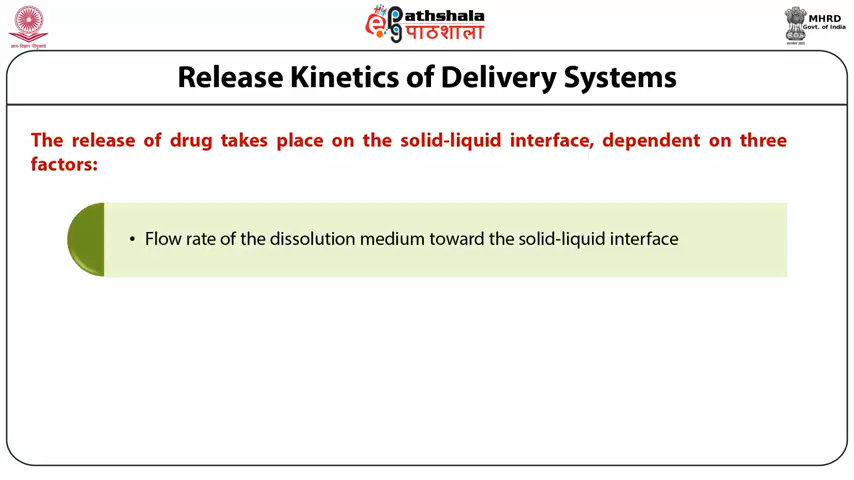 ePathshala
पाठशाला
MHRD
Govt. of India
Release Kinetics of Delivery Systems
The release of drug takes place on the solid-liquid interface, dependent on three
factors:
• Flow rate of the dissolution medium toward the solid-liquid interface